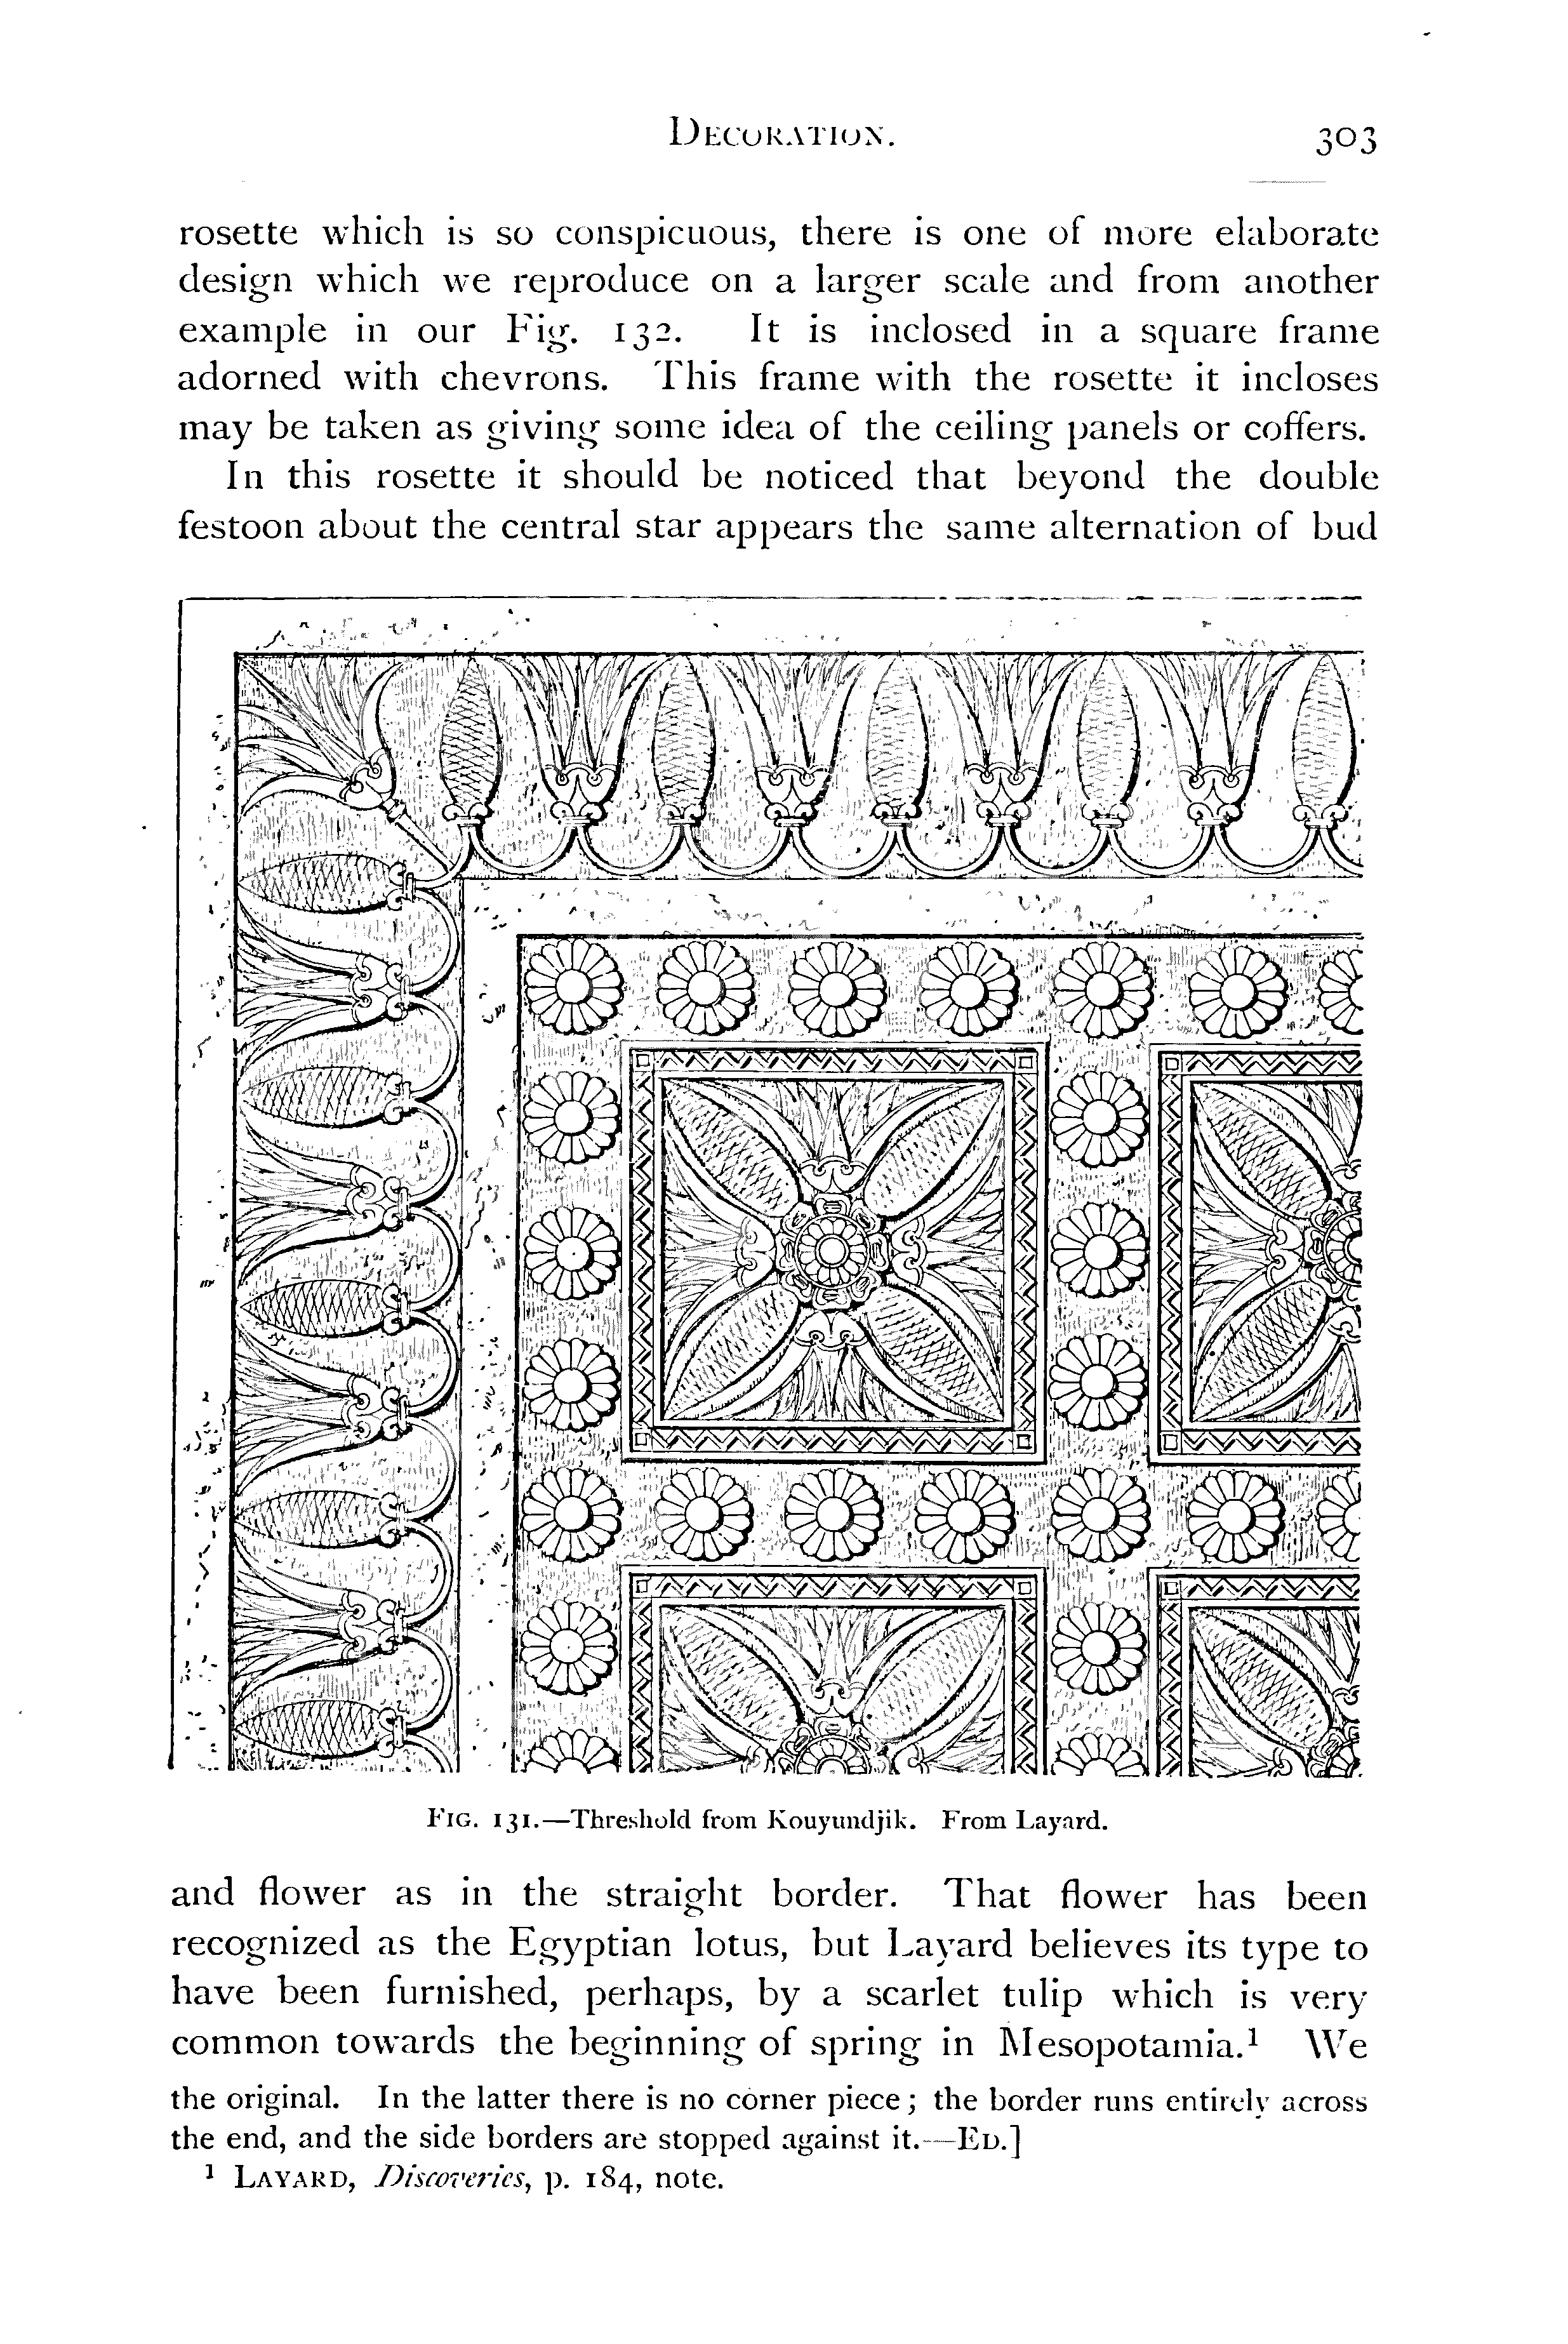 DECORATION. 303
rosette which is so conspicuous, there is one of more elaborate
design which we reproduce on a larger scale and from another
example in our Fig. 132. It is inclosed in a square frame
adorned with chevrons. This frame with the rosette it incloses
may be taken as giving some idea of the ceiling panels or coffers.
In this rosette it should be noticed that beyond the double
festoon about the central star appears the same alternation of bud
FIG. 131.—Threshold from Kouyundjik. From Layard.
and flower as in the straight border. That flower has been
recognized as the Egyptian lotus, but Layard believes its type to
have been furnished, perhaps, by a scarlet tulip which is very
common towards the beginning of spring in Mesopotamia.¹ We
the original. In the latter there is no corner piece; the border runs entirely across
the end, and the side borders are stopped against it.—ED.]
¹ LAYARD, Discoveries, p. 184, note.